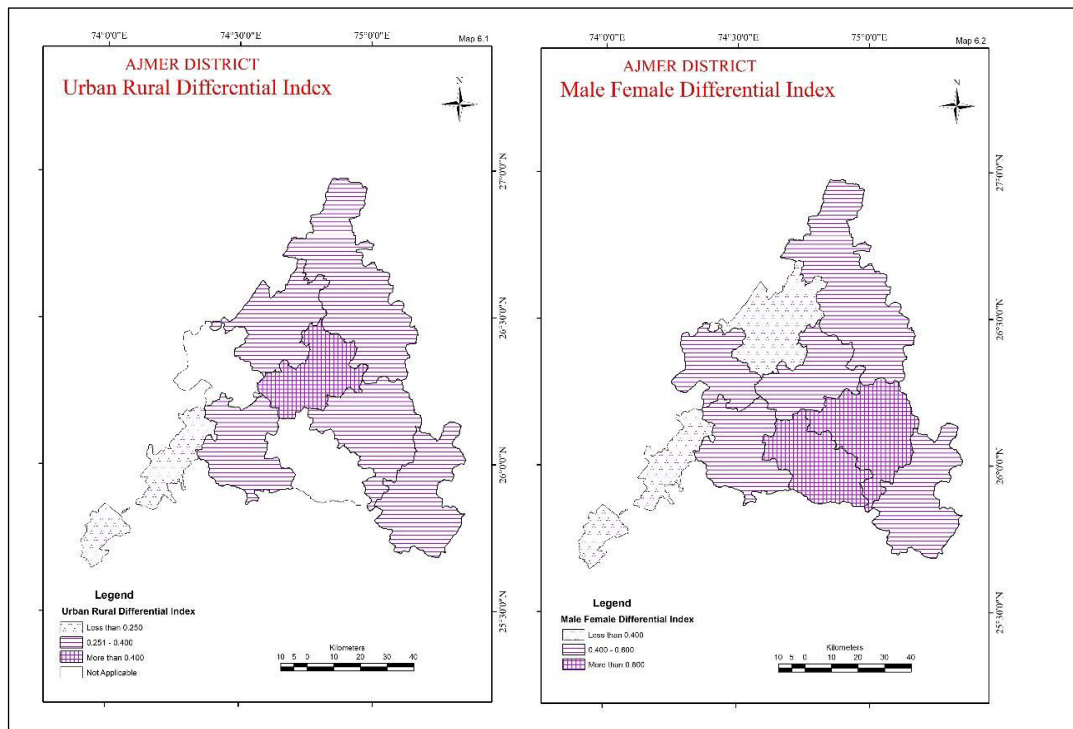 74°0'0"E 74°30'0"E 75°0'0"E
Map 6.1
AJMER DISTRICT
Urban Rural Differential Index
N
27°0'0"N
26°30'0"N
26°0'0"N
25°30'0"N
Legend
Urban Rural Differential Index
Less than 0.250
0.251 - 0.400
More than 0.400
Not Applicable
Kilometers
10 5 0 10 20 30 40
74°0'0"E 74°30'0"E 75°0'0"E
Map 6.2
AJMER DISTRICT
Male Female Differential Index
N
27°0'0"N
26°30'0"N
26°0'0"N
25°30'0"N
Legend
Male Female Differential Index
Less than 0.400
0.400 - 0.600
More than 0.600
Kilometers
10 5 0 10 20 30 40